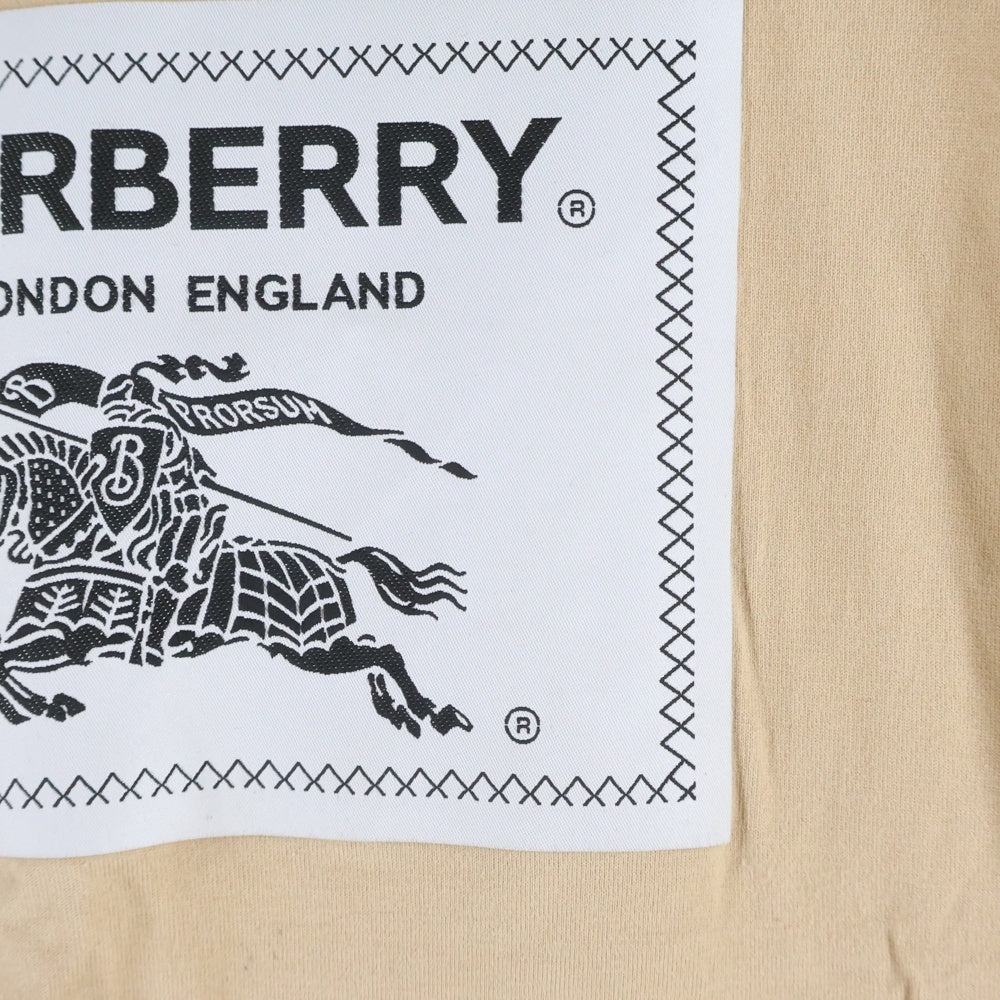 RBERRY®
ONDON ENGLAND
B
PRORSUM
B
®